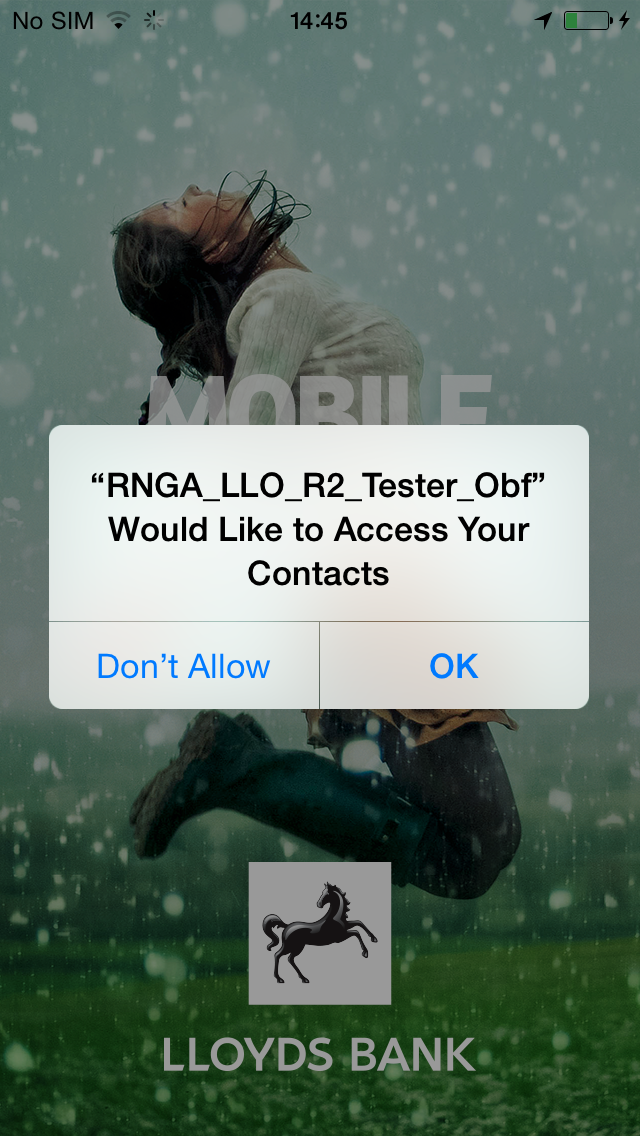 No SIM 14:45
MOBILE
“RNGA_LLO_R2_Tester_Obf”
Would Like to Access Your
Contacts
Don’t Allow OK
LLOYDS BANK